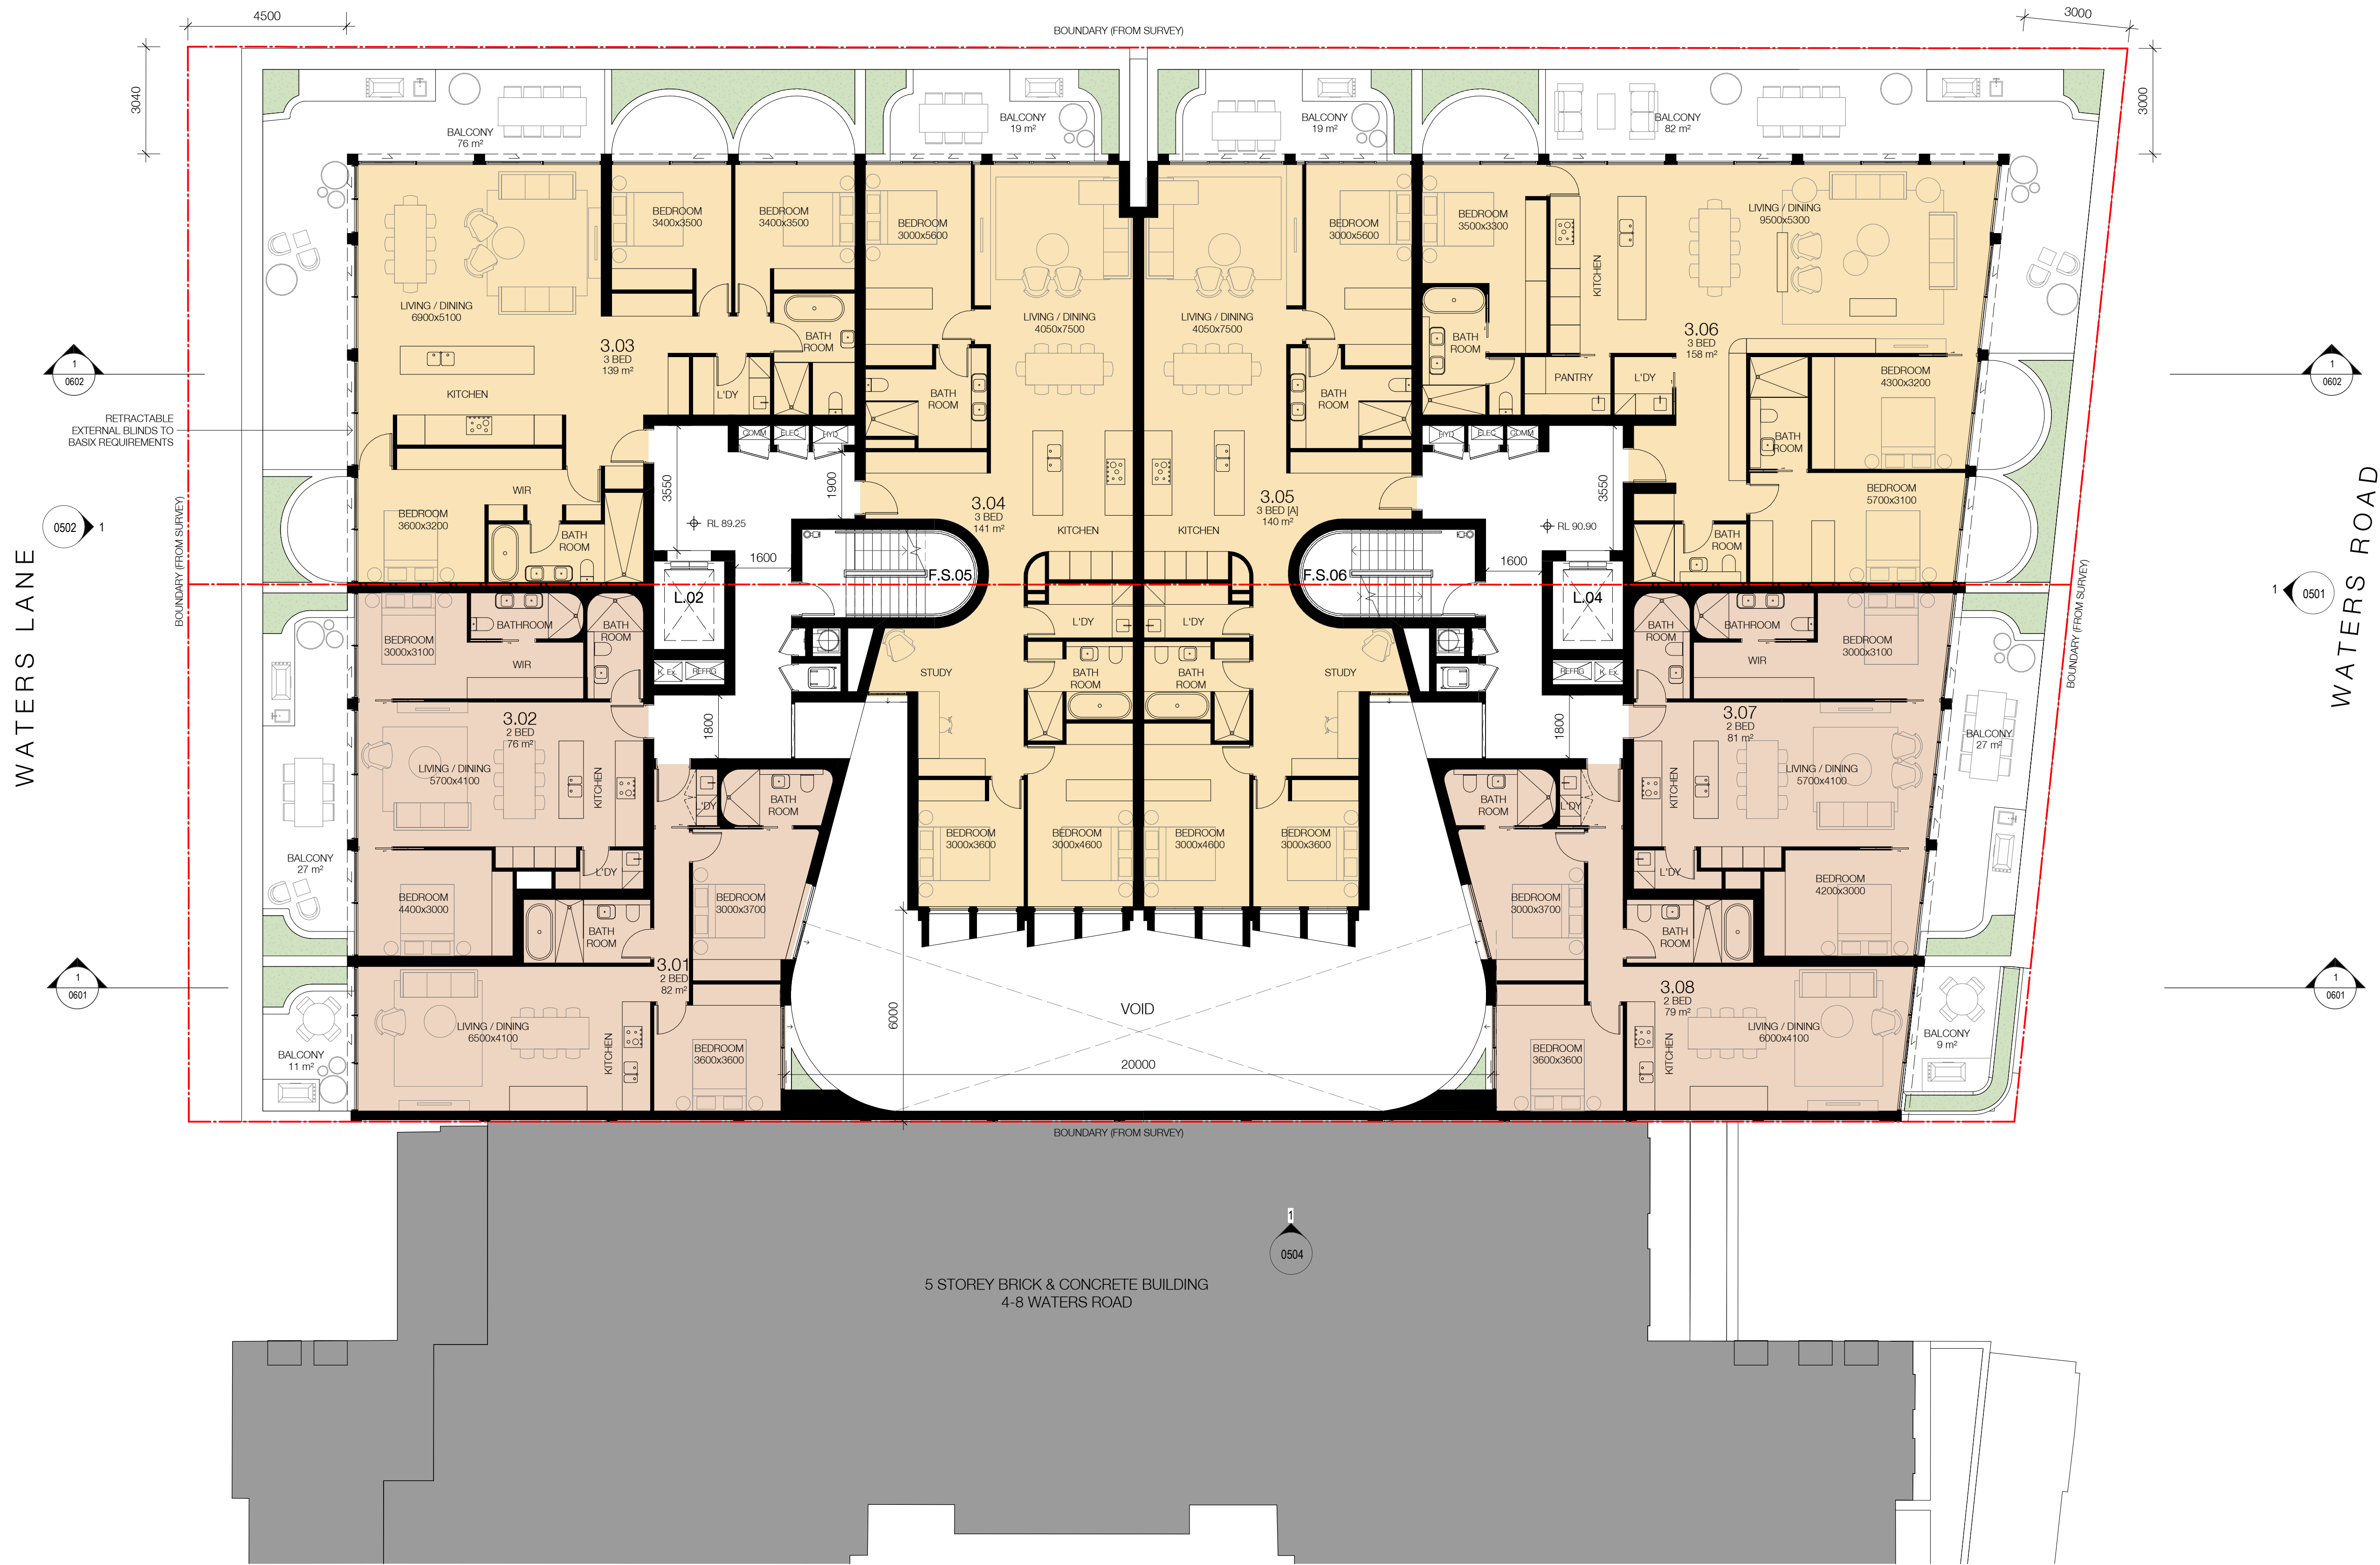 4500
BOUNDARY (FROM SURVEY)
3000
3040
3000
BALCONY
76 m²
BALCONY
19 m²
BALCONY
19 m²
BALCONY
82 m²
BEDROOM
3400x3500
BEDROOM
3400x3500
BEDROOM
3000x5600
BEDROOM
3000x5600
BEDROOM
3500x3300
LIVING / DINING
9500x5300
KITCHEN
LIVING / DINING
6900x5100
LIVING / DINING
4050x7500
LIVING / DINING
4050x7500
BATH
ROOM
BATH
ROOM
3.03
3 BED
139 m²
3.06
3 BED
158 m²
1
0602
1
0602
KITCHEN
L'DY
BATH
ROOM
BATH
ROOM
PANTRY
L'DY
BEDROOM
4300x3200
RETRACTABLE
EXTERNAL BLINDS TO
BASIX REQUIREMENTS
COMM
ELEC
HYD
HYD
ELEC
COMM
BATH
ROOM
WIR
3550
1900
3550
BEDROOM
3600x3200
3.04
3 BED
141 m²
3.05
3 BED [A]
140 m²
BEDROOM
5700x3100
RL 89.25
RL 90.90
KITCHEN
KITCHEN
BATH
ROOM
BATH
ROOM
0502
1
BOUNDARY (FROM SURVEY)
WATERS LANE
1600
F.S.05
F.S.06
1600
L.02
L.04
1
0501
WATERS ROAD
BOUNDARY (FROM SURVEY)
BATHROOM
BATH
ROOM
L'DY
L'DY
BATH
ROOM
BATHROOM
BEDROOM
3000x3100
WIR
BEDROOM
3000x3100
WIR
K. Ex.
REFRIG
STUDY
BATH
ROOM
BATH
ROOM
STUDY
REFRIG
K. Ex.
3.02
2 BED
76 m²
1800
1800
3.07
2 BED
81 m²
BALCONY
27 m²
LIVING / DINING
5700x4100
KITCHEN
KITCHEN
LIVING / DINING
5700x4100
L'DY
BATH
ROOM
BATH
ROOM
L'DY
BEDROOM
3000x3600
BEDROOM
3000x4600
BEDROOM
3000x4600
BEDROOM
3000x3600
BALCONY
27 m²
L'DY
L'DY
BEDROOM
4400x3000
BEDROOM
3000x3700
BEDROOM
3000x3700
BEDROOM
4200x3000
BATH
ROOM
BATH
ROOM
1
0601
3.01
2 BED
82 m²
3.08
2 BED
79 m²
1
0601
VOID
6000
LIVING / DINING
6500x4100
KITCHEN
KITCHEN
LIVING / DINING
6000x4100
BALCONY
11 m²
BEDROOM
3600x3600
BEDROOM
3600x3600
BALCONY
9 m²
20000
BOUNDARY (FROM SURVEY)
1
0504
5 STOREY BRICK & CONCRETE BUILDING
4-8 WATERS ROAD